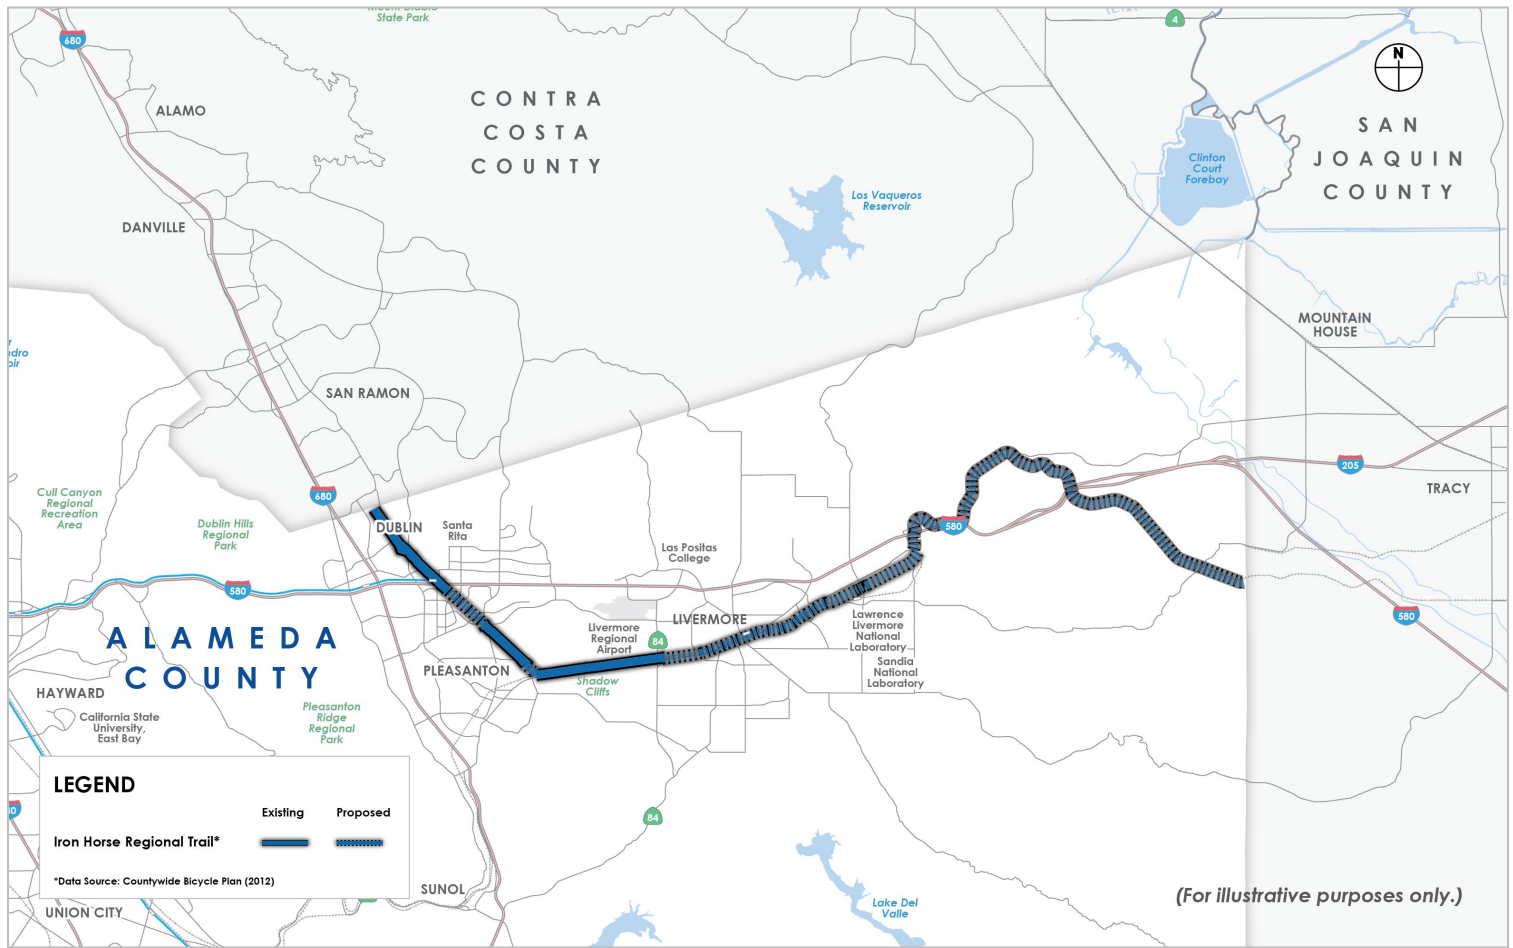 Mount Diablo
State Park
4
680
N
ALAMO
CONTRA
COSTA
COUNTY
SAN
JOAQUIN
COUNTY
Clinton
Court
Forebay
Los Vaqueros
Reservoir
DANVILLE
MOUNTAIN
HOUSE
SAN RAMON
205
TRACY
680
Cull Canyon
Regional
Recreation
Area
Dublin Hills
Regional
Park
DUBLIN
Santa
Rita
580
Las Positas
College
580
LIVERMORE
Livermore
Regional
Airport
84
Lawrence
Livermore
National
Laboratory
Sandia
National
Laboratory
580
ALAMEDA
COUNTY
PLEASANTON
Shadow
Cliffs
HAYWARD
California State
University,
East Bay
Pleasanton
Ridge
Regional
Park
LEGEND
Existing
Proposed
Iron Horse Regional Trail*
*Data Source: Countywide Bicycle Plan (2012)
84
SUNOL
UNION CITY
Lake Del
Valle
(For illustrative purposes only.)